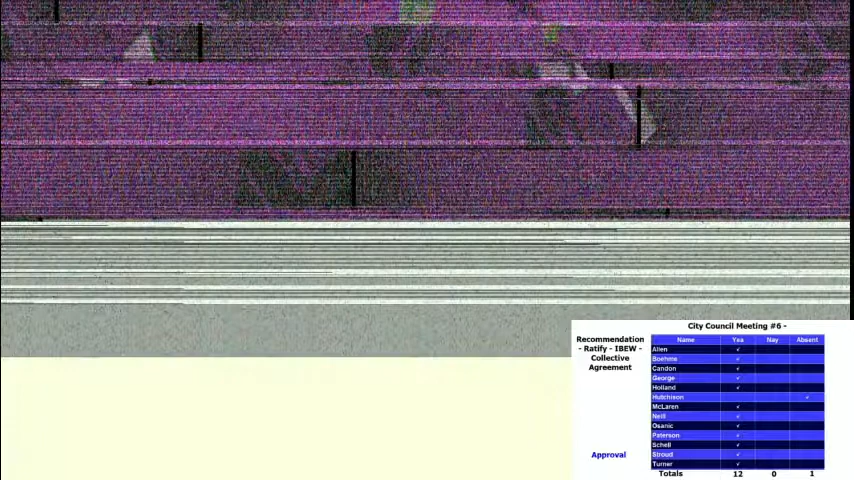 City Council Meeting #6 -
Recommendation
- Ratify - IBEW -
Collective
Agreement
Name Yea Nay Absent
Allen √
Boehme √
Candon √
George √
Holland √
Hutchison √
McLaren √
Neill √
Osanic √
Paterson √
Schell √
Stroud √
Turner √
Approval
Totals 12 0 1